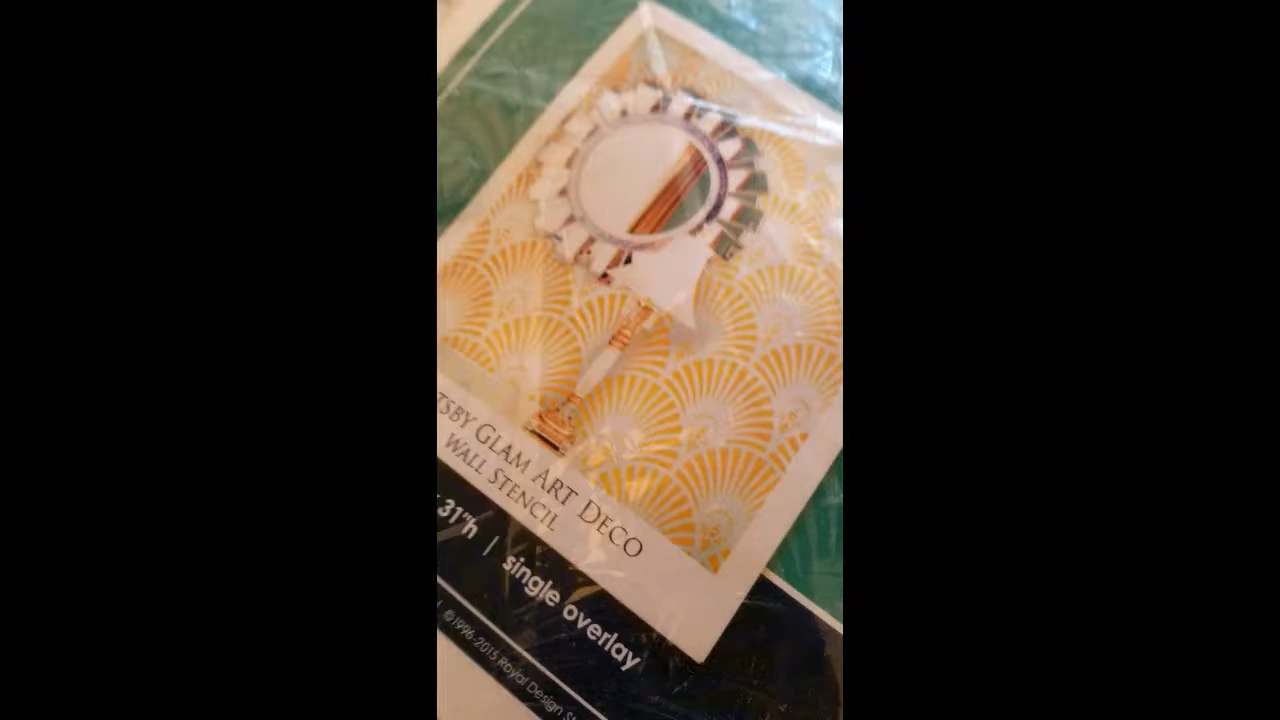 TSBY GLAM ART DECO
WALL STENCIL
31"h | single overlay
©1996-2015 Royal Design St